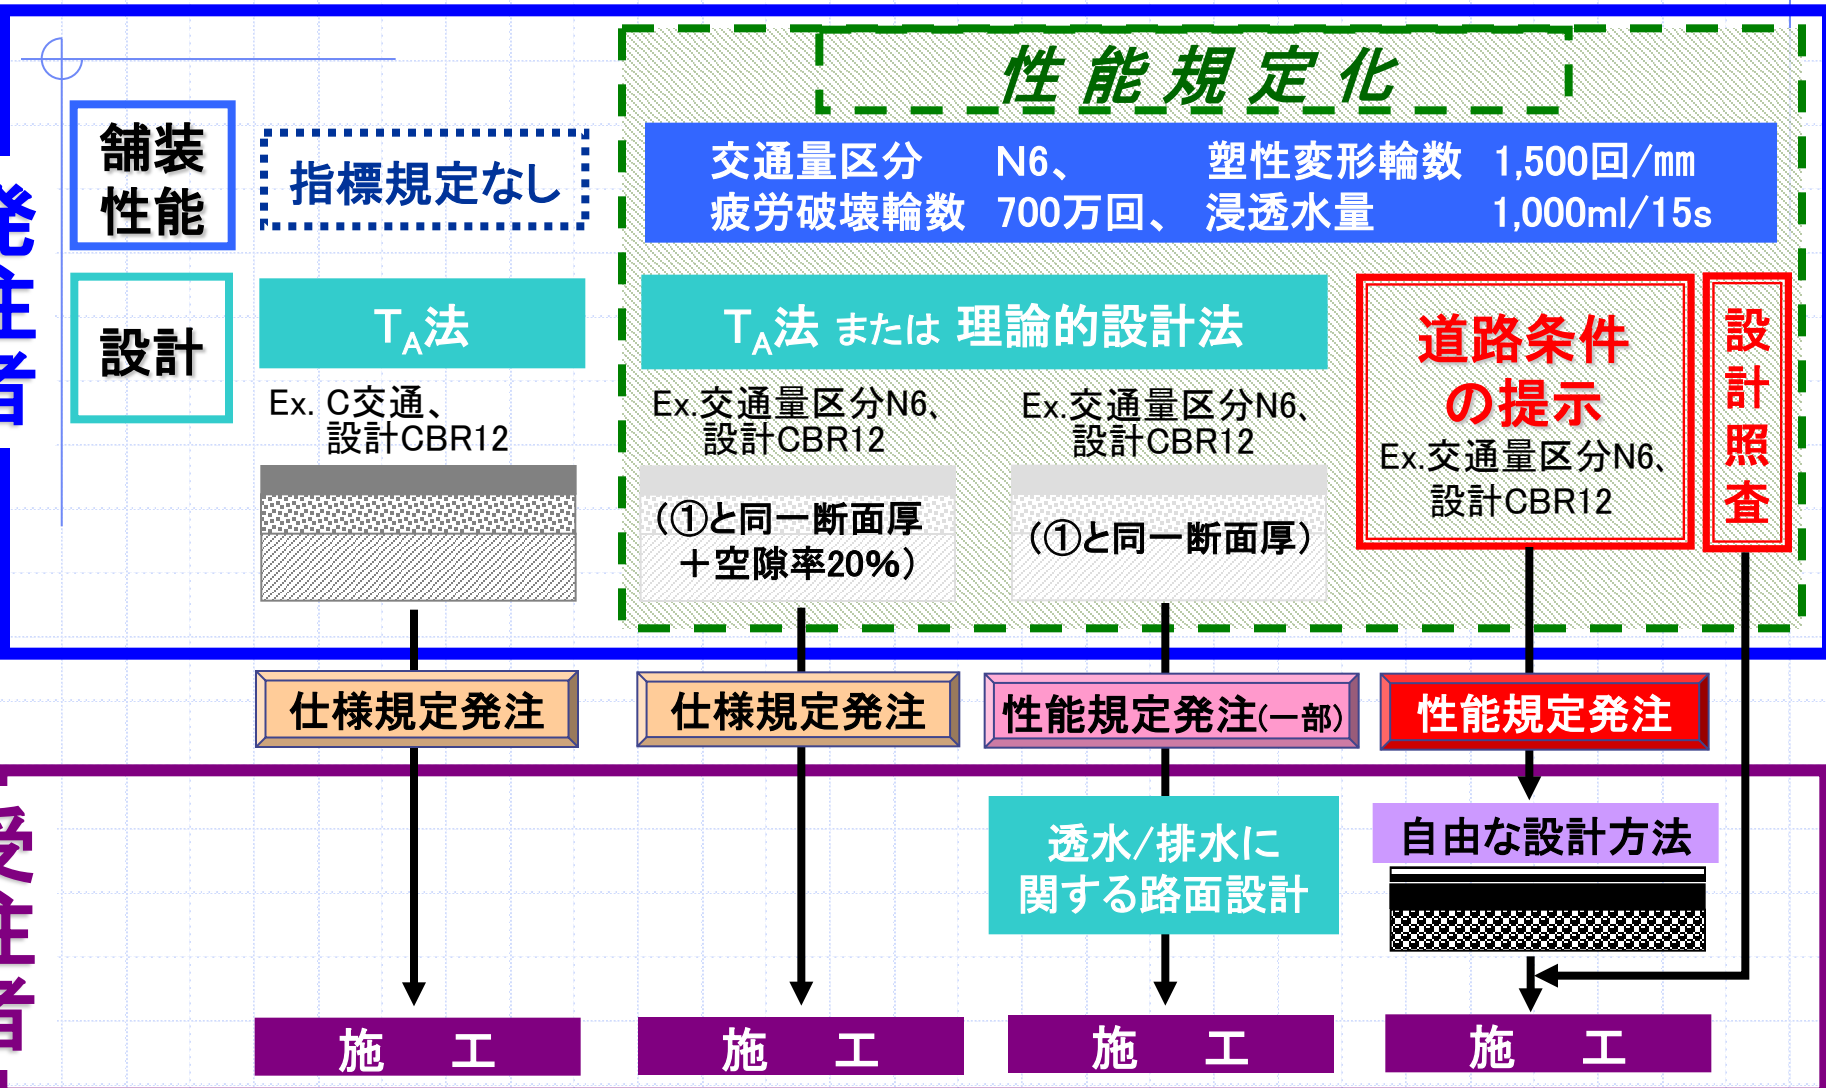 性能規定化
舗装
性能
指標規定なし
交通量区分 N6、 塑性変形輪数 1,500回/㎜
疲労破壊輪数 700万回、 浸透水量 1,000ml/15s
発注者
設計
TA法
TA法 または 理論的設計法
道路条件
の提示
Ex.交通量区分N6、
設計CBR12
設計照査
Ex. C交通、
設計CBR12
Ex.交通量区分N6、
設計CBR12
Ex.交通量区分N6、
設計CBR12
(①と同一断面厚
＋空隙率20%)
(①と同一断面厚)
仕様規定発注
仕様規定発注
性能規定発注(一部)
性能規定発注
受注者
透水/排水に
関する路面設計
自由な設計方法
施 工
施 工
施 工
施 工